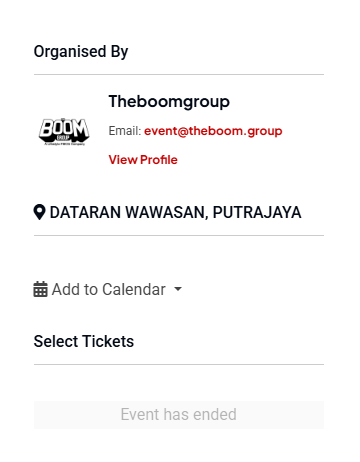 Organised By
Theboomgroup
BOOM
GROUP
Email: event@theboom.group
View Profile
DATARAN WAWASAN, PUTRAJAYA
Add to Calendar
Select Tickets
Event has ended